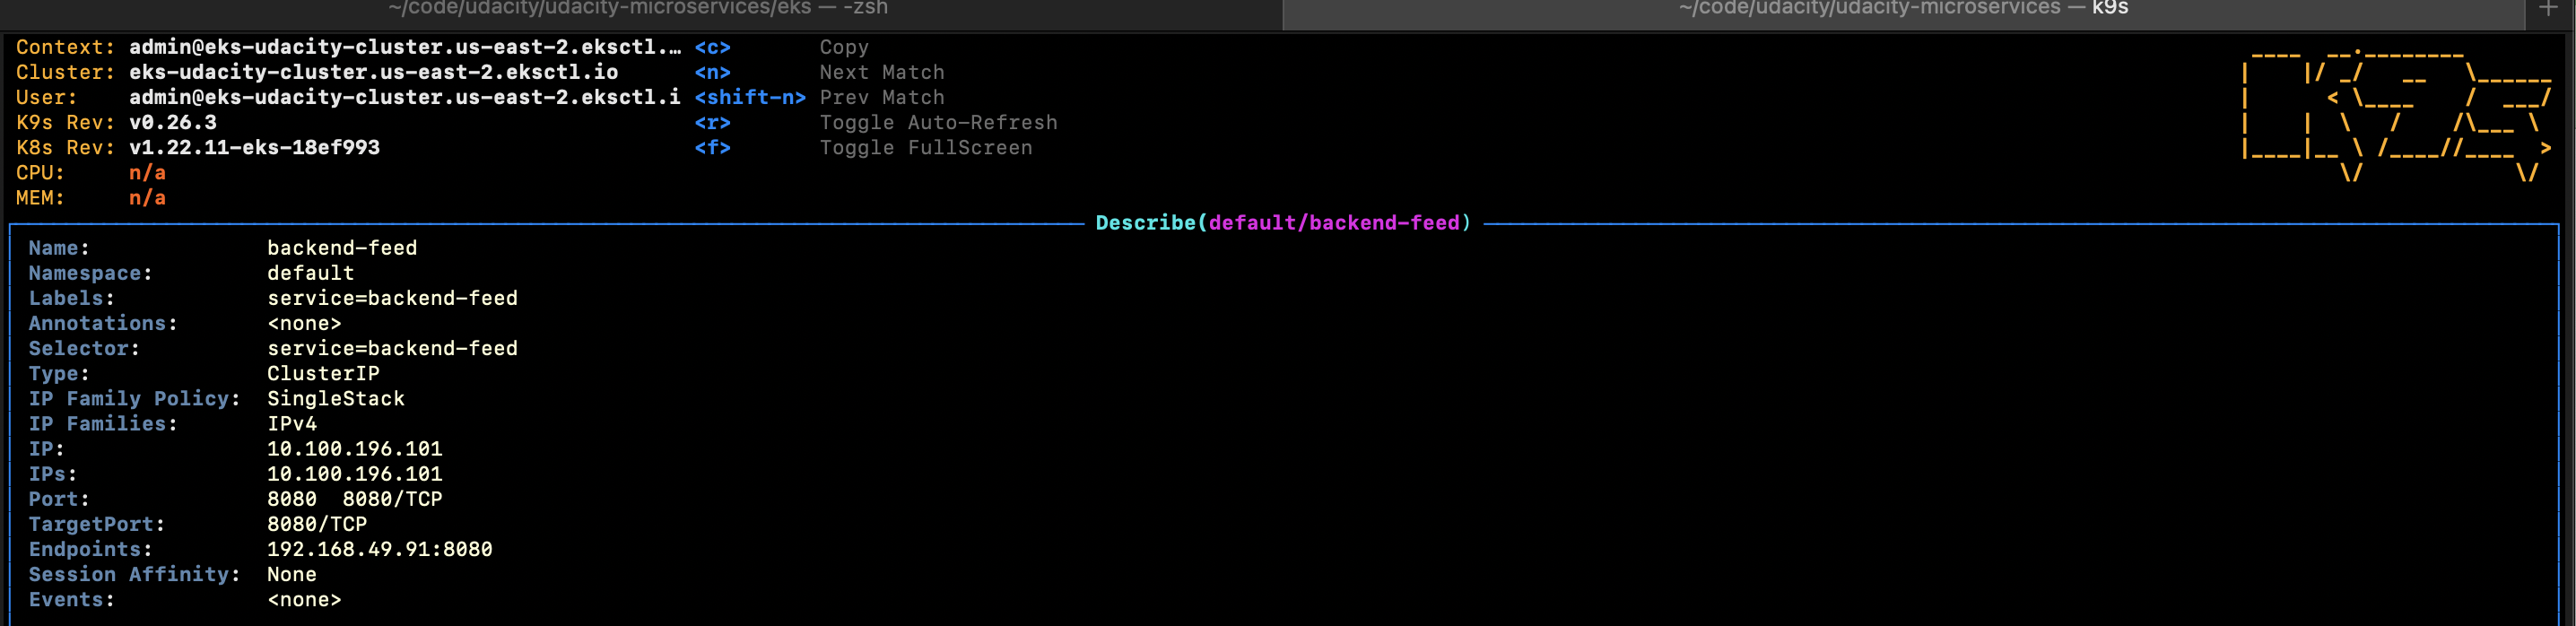 ~/code/udacity/udacity-microservices/eks — -zsh
~/code/udacity/udacity-microservices — k9s
+
Context: admin@eks-udacity-cluster.us-east-2.eksctl.… <c> Copy
Cluster: eks-udacity-cluster.us-east-2.eksctl.io <n> Next Match
User: admin@eks-udacity-cluster.us-east-2.eksctl.i <shift-n> Prev Match
K9s Rev: v0.26.3 <r> Toggle Auto-Refresh
K8s Rev: v1.22.11-eks-18ef993 <f> Toggle FullScreen
CPU: n/a
MEM: n/a
K9s
Describe(default/backend-feed)
Name: backend-feed
Namespace: default
Labels: service=backend-feed
Annotations: <none>
Selector: service=backend-feed
Type: ClusterIP
IP Family Policy: SingleStack
IP Families: IPv4
IP: 10.100.196.101
IPs: 10.100.196.101
Port: 8080 8080/TCP
TargetPort: 8080/TCP
Endpoints: 192.168.49.91:8080
Session Affinity: None
Events: <none>